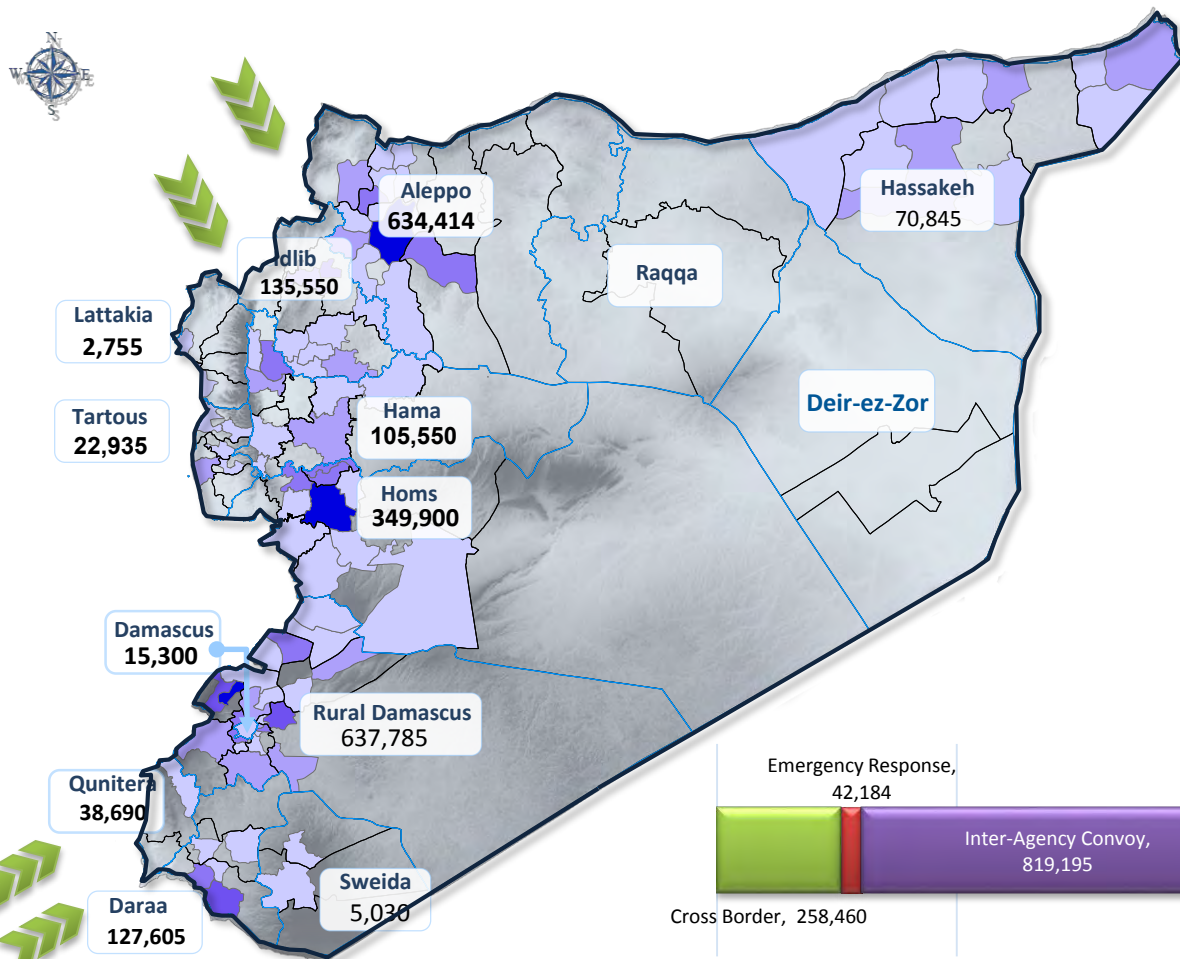 N
W E
S
Aleppo
634,414
Hassakeh
70,845
Idlib
135,550
Raqqa
Lattakia
2,755
Deir-ez-Zor
Tartous
22,935
Hama
105,550
Homs
349,900
Damascus
15,300
Rural Damascus
637,785
Qunitera
38,690
Emergency Response,
42,184
Inter-Agency Convoy,
819,195
Sweida
5,030
Cross Border, 258,460
Daraa
127,605